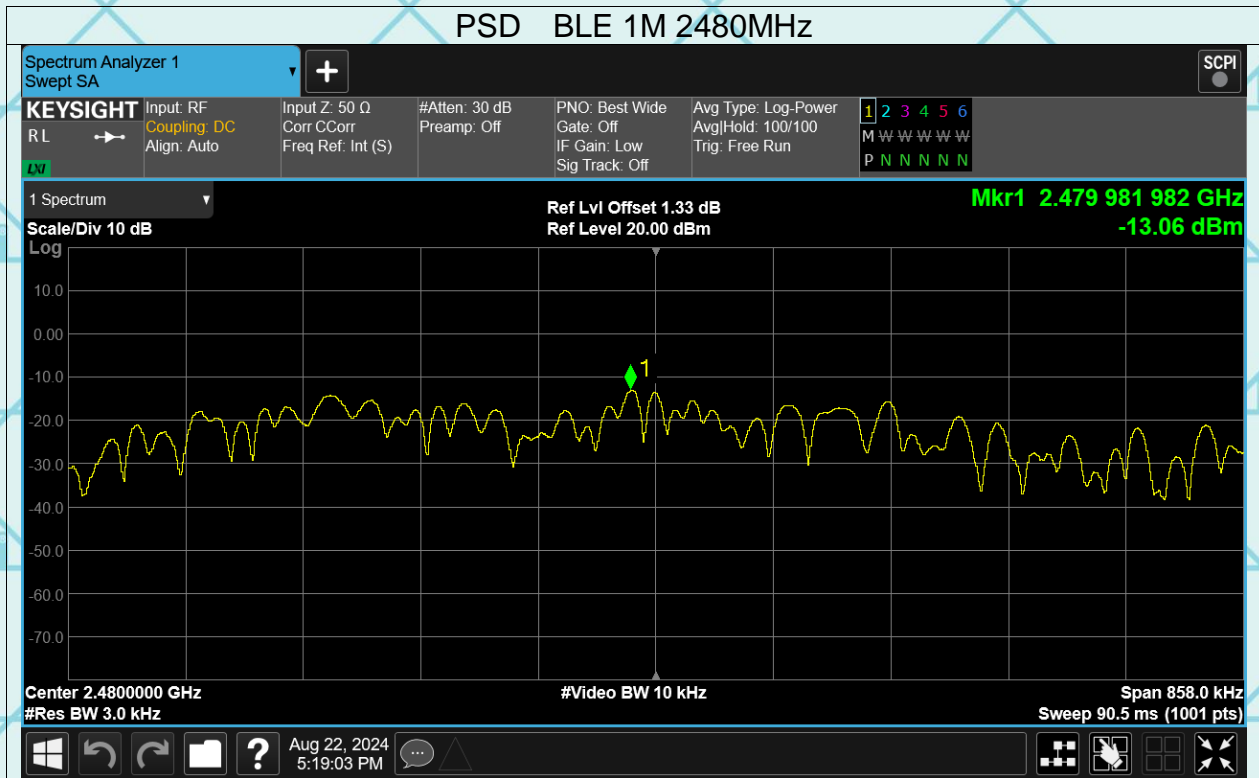 PSD BLE 1M 2480MHz
Spectrum Analyzer 1
Swept SA
SCPI
KEYSIGHT
R L
LXI
Input: RF
Coupling: DC
Align: Auto
Input Z: 50 Ω
Corr CCorr
Freq Ref: Int (S)
#Atten: 30 dB
Preamp: Off
PNO: Best Wide
Gate: Off
IF Gain: Low
Sig Track: Off
Avg Type: Log-Power
Avg|Hold: 100/100
Trig: Free Run
1 2 3 4 5 6
M W W W W W
P N N N N N
1 Spectrum
Scale/Div 10 dB
Log
Ref Lvl Offset 1.33 dB
Ref Level 20.00 dBm
Mkr1 2.479 981 982 GHz
-13.06 dBm
10.0
0.00
-10.0
-20.0
-30.0
-40.0
-50.0
-60.0
-70.0
1
Center 2.4800000 GHz
#Res BW 3.0 kHz
#Video BW 10 kHz
Span 858.0 kHz
Sweep 90.5 ms (1001 pts)
?
Aug 22, 2024
5:19:03 PM